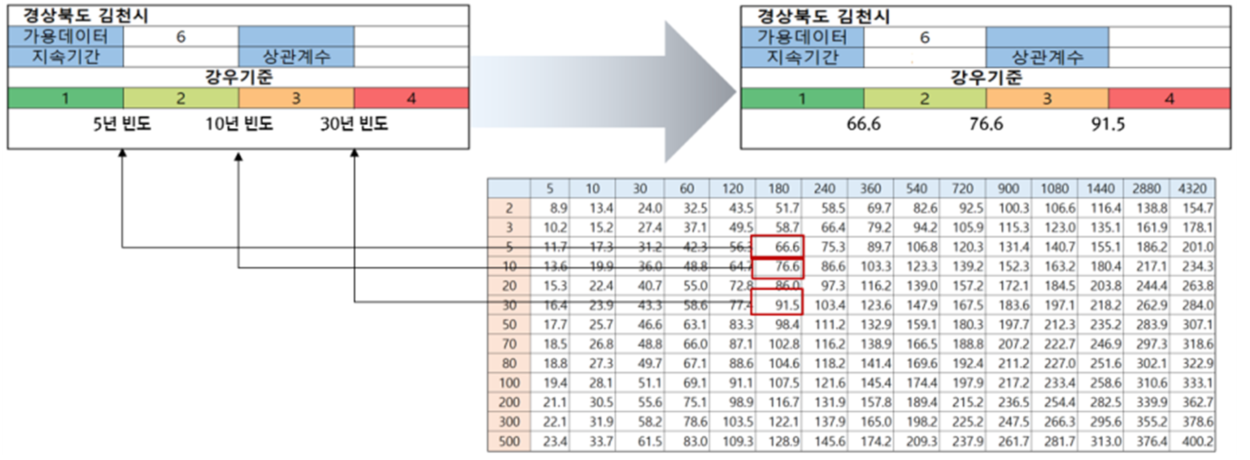 경상북도 김천시
가용데이터 6
지속기간 상관계수
강우기준
1 2 3 4
5년 빈도 10년 빈도 30년 빈도
경상북도 김천시
가용데이터 6
지속기간 상관계수
강우기준
1 2 3 4
66.6 76.6 91.5
5 10 30 60 120 180 240 360 540 720 900 1080 1440 2880 4320
2 8.9 13.4 24.0 32.5 43.5 51.7 58.5 69.7 82.6 92.5 100.3 106.6 116.4 138.8 154.7
3 10.2 15.2 27.4 37.1 49.5 58.7 66.4 79.2 94.2 105.9 115.3 123.0 135.1 161.9 178.1
5 11.7 17.3 31.2 42.3 56.3 66.6 75.3 89.7 106.8 120.3 131.4 140.7 155.1 186.2 201.0
10 13.6 19.9 36.0 48.8 64.7 76.6 86.6 103.3 123.3 139.2 152.3 163.2 180.4 217.1 234.3
20 15.3 22.4 40.7 55.0 72.8 86.0 97.3 116.2 139.0 157.2 172.1 184.5 203.8 244.4 263.8
30 16.4 23.9 43.3 58.6 77.4 91.5 103.4 123.6 147.9 167.5 183.6 197.1 218.2 262.9 284.0
50 17.7 25.7 46.6 63.1 83.3 98.4 111.2 132.9 159.1 180.3 197.7 212.3 235.2 283.9 307.1
70 18.5 26.8 48.8 66.0 87.1 102.8 116.2 138.9 166.5 188.8 207.2 222.7 246.9 297.3 318.6
80 18.8 27.3 49.7 67.1 88.6 104.6 118.2 141.4 169.6 192.4 211.2 227.0 251.6 302.1 322.9
100 19.4 28.1 51.1 69.1 91.1 107.5 121.6 145.4 174.4 197.9 217.2 233.4 258.6 310.6 333.1
200 21.1 30.5 55.6 75.1 98.9 116.7 131.9 157.8 189.4 215.2 236.5 254.4 282.5 339.9 362.7
300 22.1 31.9 58.2 78.6 103.5 122.1 137.9 165.0 198.2 225.2 247.5 266.3 295.6 355.2 378.6
500 23.4 33.7 61.5 83.0 109.3 128.9 145.6 174.2 209.3 237.9 261.7 281.7 313.0 376.4 400.2